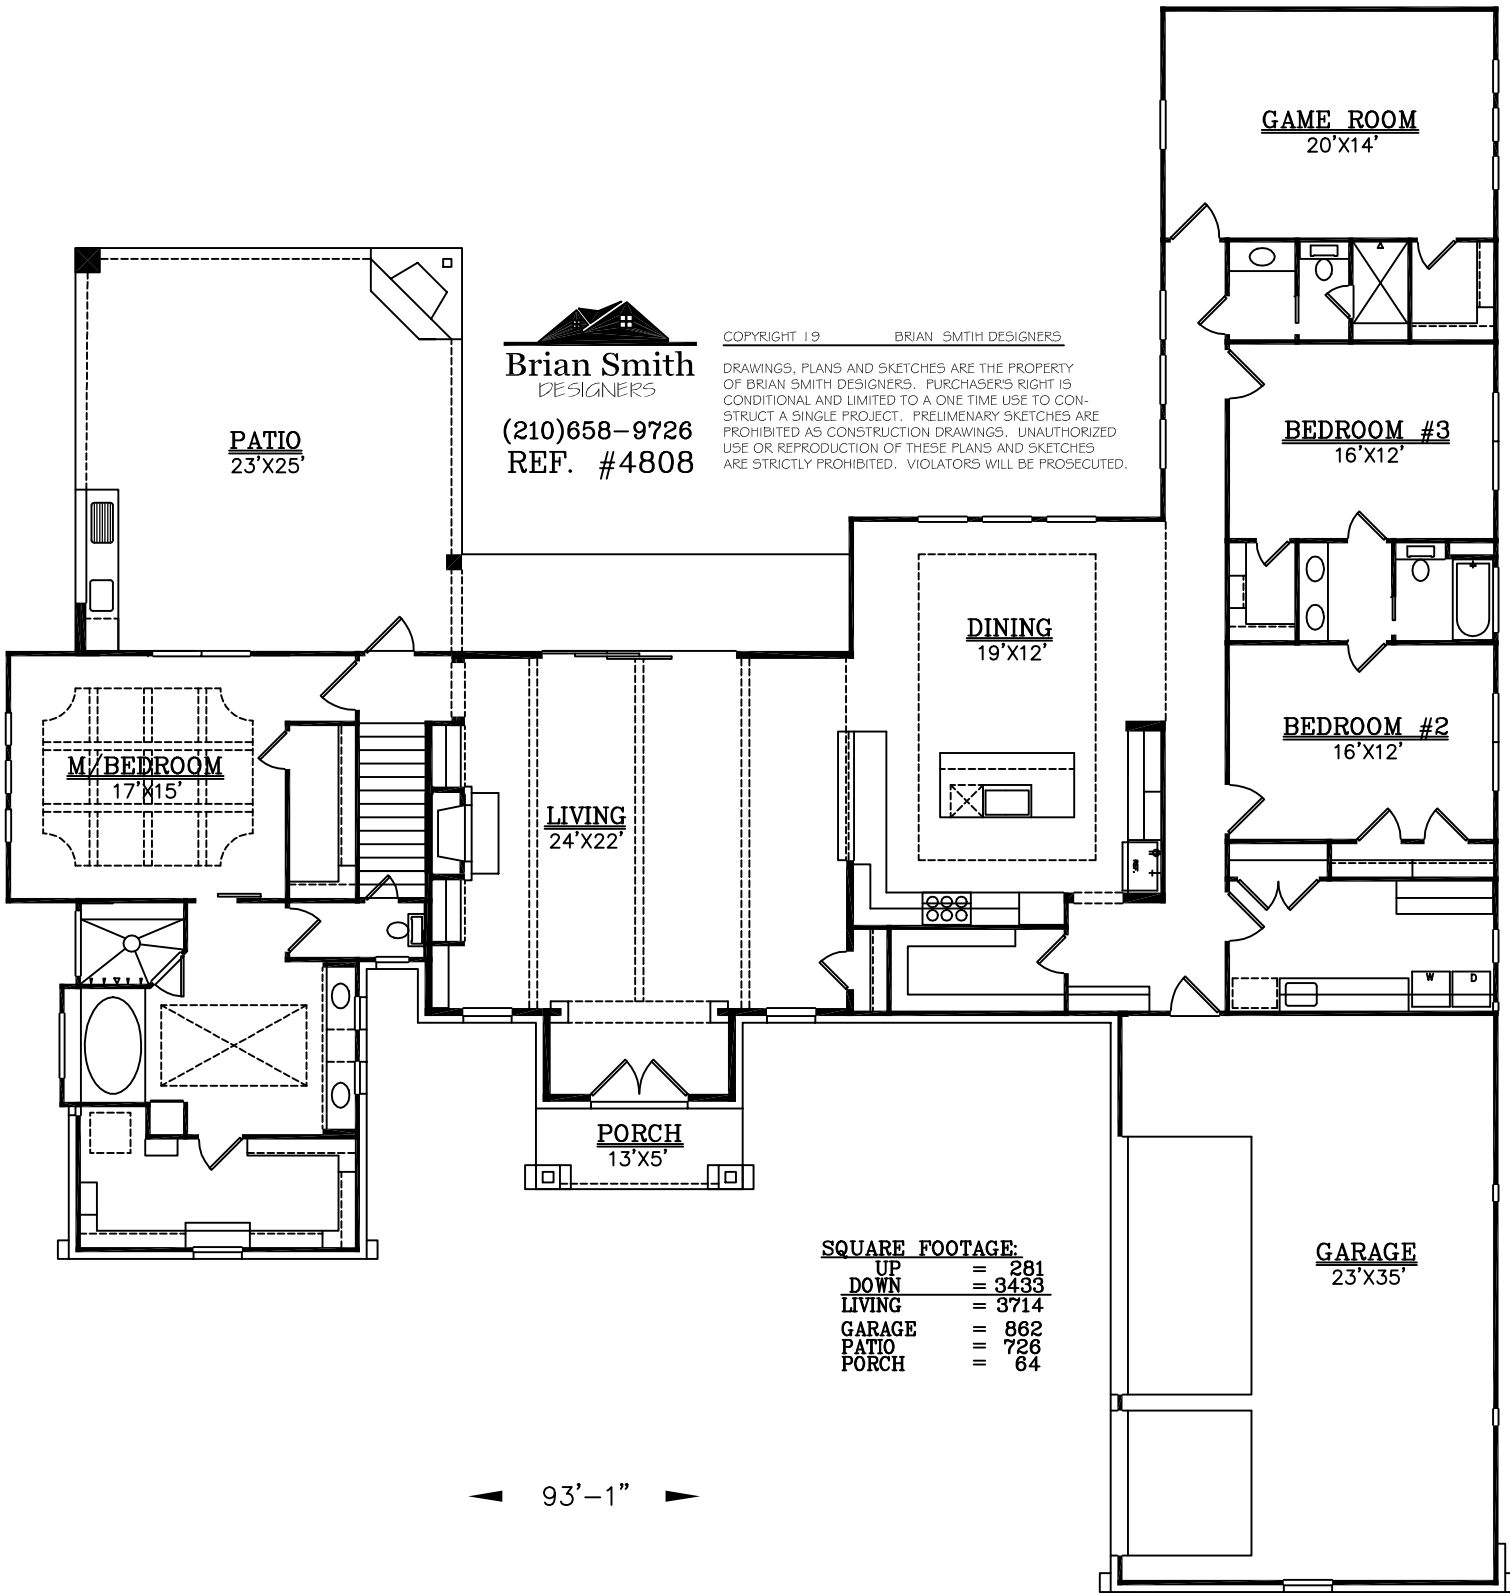 GAME ROOM
20'X14'
Brian Smith
DESIGNERS
(210)658-9726
REF. #4808
COPYRIGHT 19 BRIAN SMTIH DESIGNERS
DRAWINGS, PLANS AND SKETCHES ARE THE PROPERTY
OF BRIAN SMITH DESIGNERS. PURCHASER'S RIGHT IS
CONDITIONAL AND LIMITED TO A ONE TIME USE TO CON-
STRUCT A SINGLE PROJECT. PRELIMENARY SKETCHES ARE
PROHIBITED AS CONSTRUCTION DRAWINGS. UNAUTHORIZED
USE OR REPRODUCTION OF THESE PLANS AND SKETCHES
ARE STRICTLY PROHIBITED. VIOLATORS WILL BE PROSECUTED.
PATIO
23'X25'
BEDROOM #3
16'X12'
DINING
19'X12'
BEDROOM #2
16'X12'
M/BEDROOM
17'X15'
LIVING
24'X22'
REF.
W
D
PORCH
13'X5'
GARAGE
23'X35'
SQUARE FOOTAGE:
UP = 281
DOWN = 3433
LIVING = 3714
GARAGE = 862
PATIO = 726
PORCH = 64
93'-1"